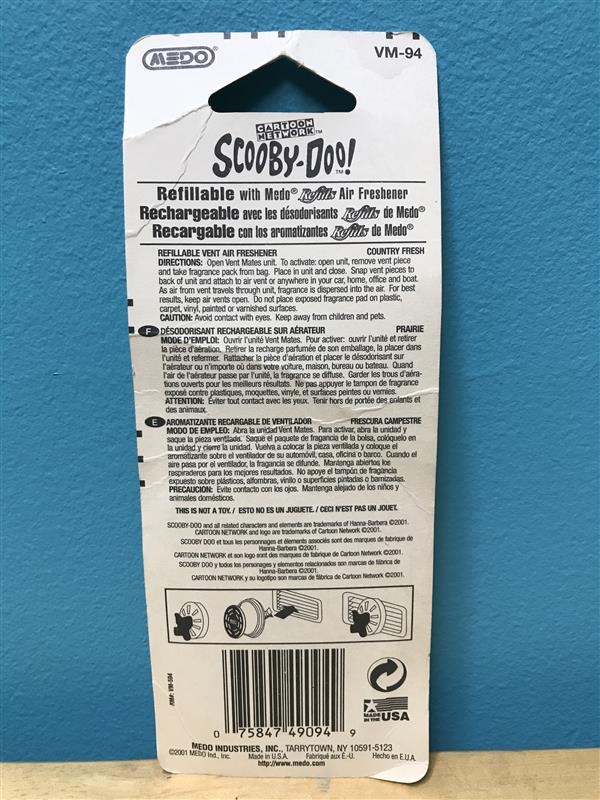 MEDO® VM-94
CARTOON
NETWORK™
SCOOBY-DOO!™
Refillable with Medo® Refills Air Freshener
Rechargeable avec les désodorisants Refills de Medo®
Recargable con los aromatizantes Refills de Medo®
REFILLABLE VENT AIR FRESHENER COUNTRY FRESH
DIRECTIONS: Open Vent Mates unit. To activate: open unit, remove vent piece
and take fragrance pack from bag. Place in unit and close. Snap vent pieces to
back of unit and attach to air vent or anywhere in your car, home, office and boat.
As air from vent travels through unit, fragrance is dispersed into the air. For best
results, keep air vents open. Do not place exposed fragrance pad on plastic,
carpet, vinyl, painted or varnished surfaces.
CAUTION: Avoid contact with eyes. Keep away from children and pets.
F DÉSODORISANT RECHARGEABLE SUR AÉRATEUR PRAIRIE
MODE D'EMPLOI: Ouvrir l'unité Vent Mates. Pour activer: ouvrir l'unité et retirer
la pièce d'aération. Retirer la recharge parfumée de son emballage, la placer dans
l'unité et refermer. Rattacher la pièce d'aération et placer le désodorisant sur
l'aérateur ou n'importe où dans votre voiture, maison, bureau ou bateau. Quand
l'air de l'aérateur passe par l'unité, la fragrance se diffuse. Garder les trous d'aéra-
tions ouverts pour les meilleurs résultats. Ne pas appuyer le tampon de fragrance
exposé contre plastiques, moquettes, vinyle, et surfaces peintes ou vernies.
ATTENTION: Éviter tout contact avec les yeux. Tenir hors de portée des enfants et
des animaux.
E AROMATIZANTE RECARGABLE DE VENTILADOR FRESCURA CAMPESTRE
MODO DE EMPLEO: Abra la unidad Vent Mates. Para activar, abra la unidad y
saque la pieza ventilada. Saque el paquete de fragancia de la bolsa, colóquelo en
la unidad y cierre la unidad. Vuelva a colocar la pieza ventilada y coloque el
aromatizante sobre el ventilador de su automóvil, casa, oficina o barco. Cuando el
aire pasa por el ventilador, la fragancia se difunde. Mantenga abiertos los
respiraderos para los mejores resultados. No apoye el tampón de fragancia
expuesto sobre plásticos, alfombras, vinilo o superficies pintadas o barnizadas.
PRECAUCION: Evite contacto con los ojos. Mantenga alejado de los niños y
animales domésticos.
THIS IS NOT A TOY. / ESTO NO ES UN JUGUETE. / CECI N'EST PAS UN JOUET.
SCOOBY-DOO and all related characters and elements are trademarks of Hanna-Barbera ©2001.
CARTOON NETWORK and logo are trademarks of Cartoon Network ©2001.
SCOOBY DOO et tous les personnages et élements associés sont des marques de fabrique de
Hanna-Barbera ©2001.
CARTOON NETWORK et son logo sont des marques de fabrique de Cartoon Network ©2001.
SCOOBY DOO y todos los personajes y elementos relacionados son marcas de fábrica de
Hanna-Barbera ©2001.
CARTOON NETWORK y su logotipo son marcas de fábrica de Cartoon Network ©2001.
RM#: VM-594
0 75847 49094 9
MADE
IN THE USA
MEDO INDUSTRIES, INC., TARRYTOWN, NY 10591-5123
©2001 MEDO Ind., Inc. Made in U.S.A. Fabriqué aux É.-U. Hecho en E.U.A.
http://www.medo.com